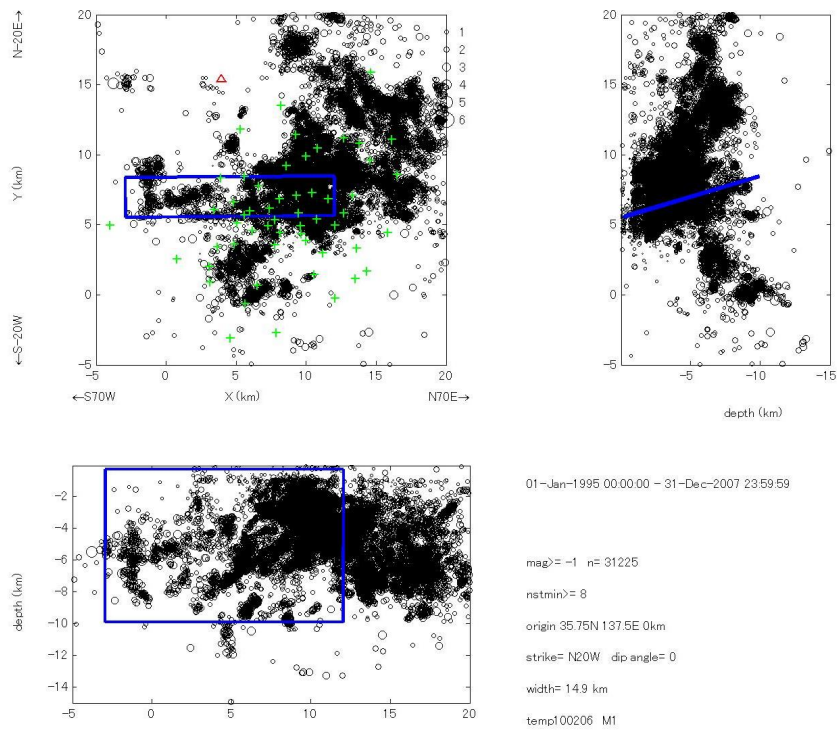 N-20E→
20
15
10
5
0
-5
Y (km)
←S-20W
1
2
3
4
5
6
-5 0 5 10 15 20
←S70W X (km) N70E→
20
15
10
5
0
-5
-5 -10 -15
depth (km)
-2
-4
-6
-8
-10
-12
-14
depth (km)
-5 0 5 10 15 20
01-Jan-1995 00:00:00 - 31-Dec-2007 23:59:59
mag>= -1 n= 31225
nstmin>= 8
origin 35.75N 137.5E 0km
strike= N20W dip angle= 0
width= 14.9 km
temp100206 M1